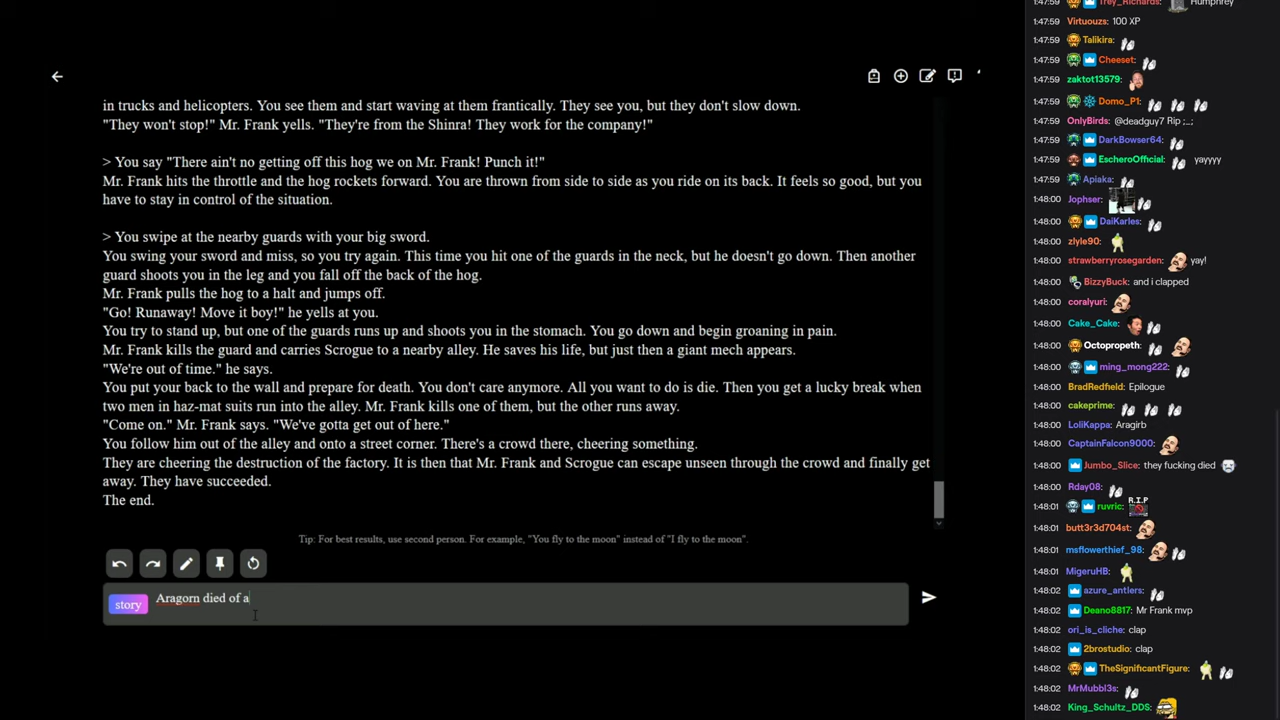 in trucks and helicopters. You see them and start waving at them frantically. They see you, but they don't slow down.
"They won't stop!" Mr. Frank yells. "They're from the Shinra! They work for the company!"
> You say "There ain't no getting off this hog we on Mr. Frank! Punch it!"
Mr. Frank hits the throttle and the hog rockets forward. You are thrown from side to side as you ride on its back. It feels so good, but you
have to stay in control of the situation.
> You swipe at the nearby guards with your big sword.
You swing your sword and miss, so you try again. This time you hit one of the guards in the neck, but he doesn't go down. Then another
guard shoots you in the leg and you fall off the back of the hog.
Mr. Frank pulls the hog to a halt and jumps off.
"Go! Runaway! Move it boy!" he yells at you.
You try to stand up, but one of the guards runs up and shoots you in the stomach. You go down and begin groaning in pain.
Mr. Frank kills the guard and carries Scrogue to a nearby alley. He saves his life, but just then a giant mech appears.
"We're out of time." he says.
You put your back to the wall and prepare for death. You don't care anymore. All you want to do is die. Then you get a lucky break when
two men in haz-mat suits run into the alley. Mr. Frank kills one of them, but the other runs away.
"Come on." Mr. Frank says. "We've gotta get out of here."
You follow him out of the alley and onto a street corner. There's a crowd there, cheering something.
They are cheering the destruction of the factory. It is then that Mr. Frank and Scrogue can escape unseen through the crowd and finally get
away. They have succeeded.
The end.
Tip: For best results, use second person. For example, "You fly to the moon" instead of "I fly to the moon".
story Aragorn died of a
1:47:59 Trey_Richards: Humphrey
1:47:59 Virtuouzs: 100 XP
1:47:59 Talikira:
1:47:59 Cheeset:
1:47:59 zaktot13579:
1:47:59 Domo_P1:
1:47:59 OnlyBirds: @deadguy7 Rip ;_;
1:47:59 DarkBowser64:
1:47:59 EscheroOfficial: yayyyy
1:47:59 Apiaka:
1:48:00 Jophser:
1:48:00 DaiKarles:
1:48:00 zlyle90:
1:48:00 strawberryrosegarden: yay!
1:48:00 BizzyBuck: and i clapped
1:48:00 coralyuri:
1:48:00 Cake_Cake:
1:48:00 Octopropeth:
1:48:00 ming_mong222:
1:48:00 BradRedfield: Epilogue
1:48:00 cakeprime:
1:48:00 LoliKappa: Aragirb
1:48:00 CaptainFalcon9000:
1:48:00 Jumbo_Slice: they fucking died
1:48:00 Rday08:
1:48:01 ruvric: R.I.P
1:48:01 butt3r3d704st:
1:48:01 msflowerthief_98:
1:48:01 MigeruHB:
1:48:02 azure_antlers:
1:48:02 Deano8817: Mr Frank mvp
1:48:02 ori_is_cliche: clap
1:48:02 2brostudio: clap
1:48:02 TheSignificantFigure:
1:48:02 MrMubbl3s:
1:48:02 King_Schultz_DDS: